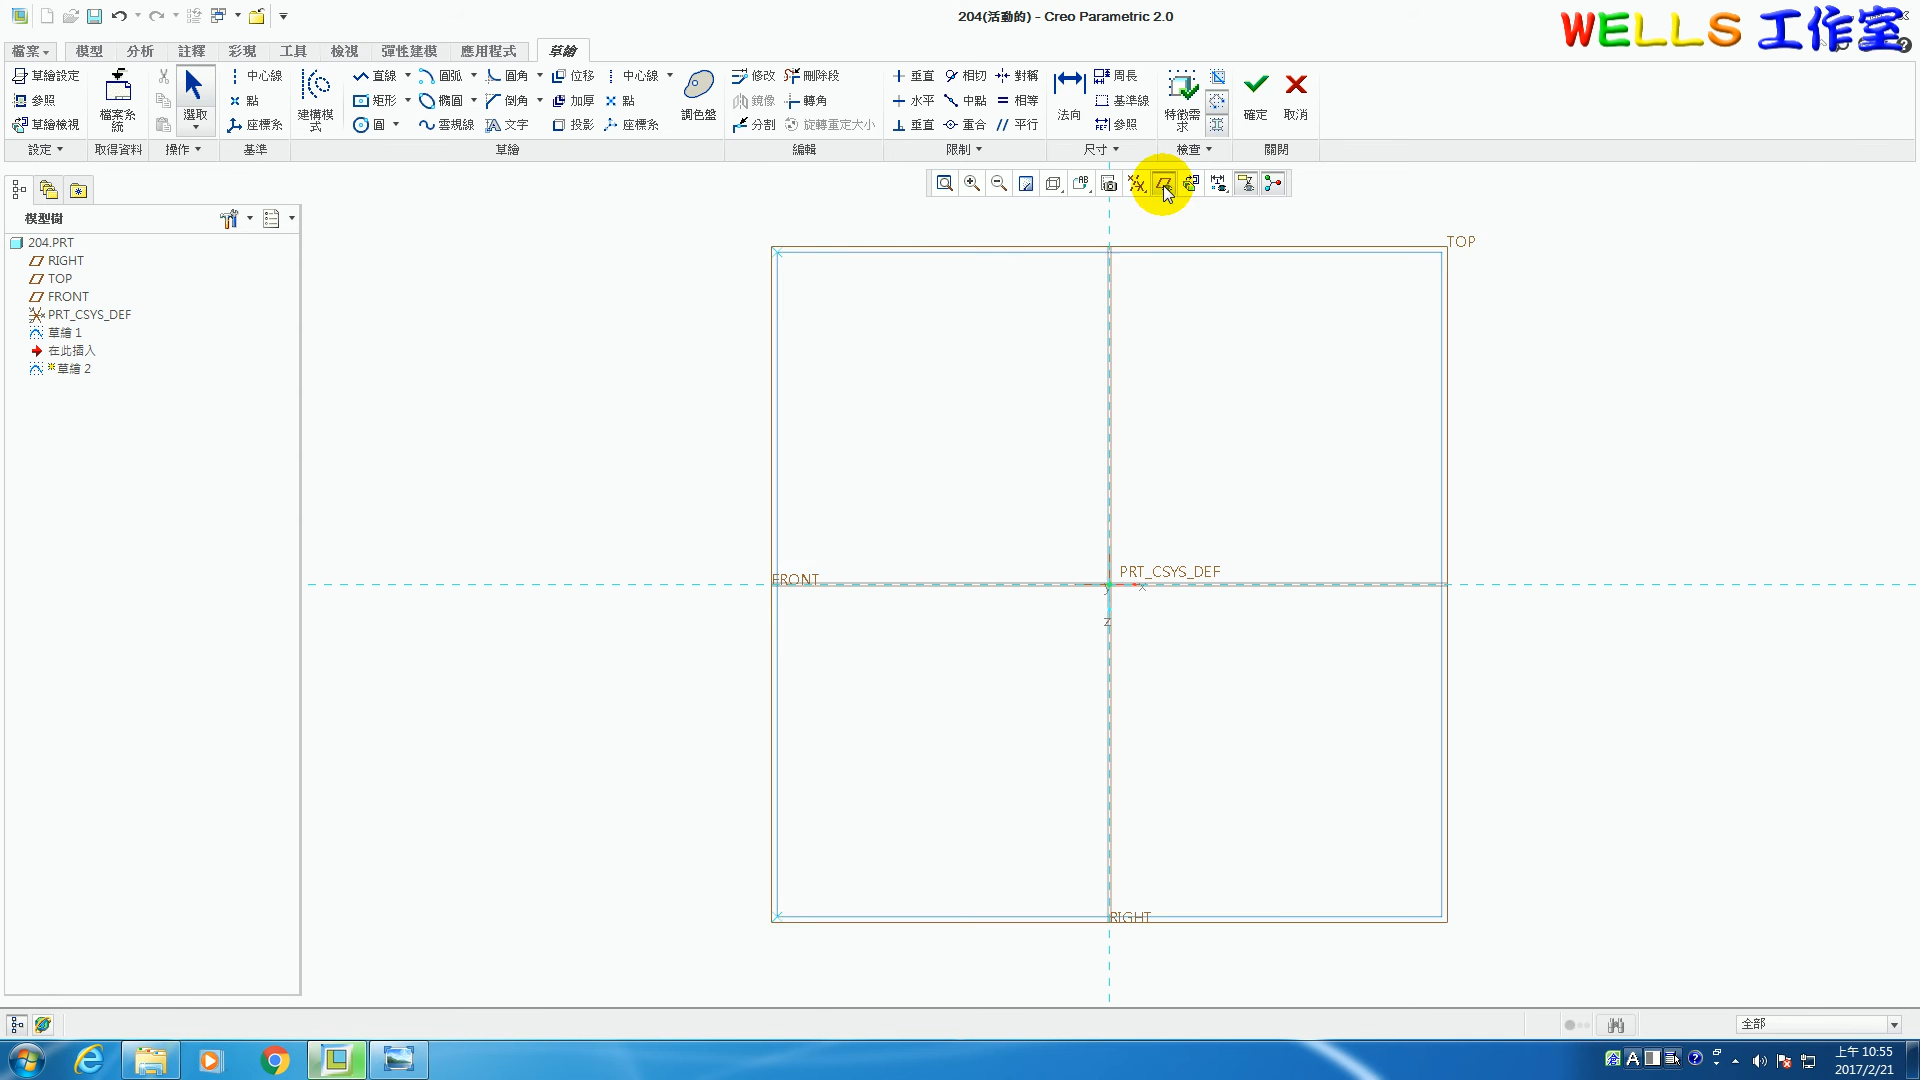 204(活動的) - Creo Parametric 2.0
WELLS 工作室
檔案 模型 分析 註釋 彩現 工具 檢視 彈性建模 應用程式 草繪
草繪設定 中心線 直線 圓弧 圓角 位移 中心線 修改 刪除段 垂直 相切 對稱 周長
參照 點 矩形 橢圓 倒角 加厚 點 鏡像 轉角 水平 中點 相等 基準線
草繪檢視 座標系 圓 雲規線 文字 投影 座標系 分割 旋轉重定大小 垂直 重合 平行 參照
檔案系統 選取 建構模式 調色盤 法向 特徵需求 確定 取消
設定 取得資料 操作 基準 草繪 編輯 限制 尺寸 檢查 關閉
模型樹
204.PRT
RIGHT
TOP
FRONT
PRT_CSYS_DEF
草繪 1
在此插入
草繪 2
TOP
FRONT
PRT_CSYS_DEF
X
Y
Z
RIGHT
全部
上午 10:55
2017/2/21